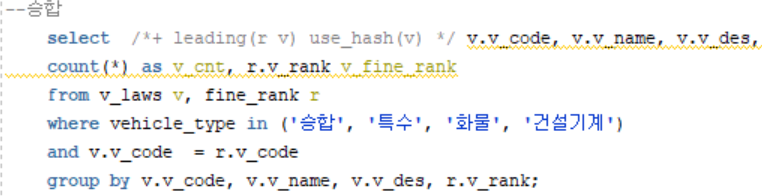 --승합
select /*+ leading(r v) use_hash(v) */ v.v_code, v.v_name, v.v_des,
count(*) as v_cnt, r.v_rank v_fine_rank
from v_laws v, fine_rank r
where vehicle_type in ('승합', '특수', '화물', '건설기계')
and v.v_code = r.v_code
group by v.v_code, v.v_name, v.v_des, r.v_rank;